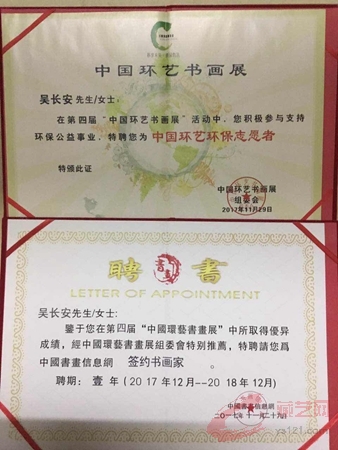 中国环艺书画展
吴长安先生/女士:
在第四届“中国环艺书画展”活动中,您积极参与支持
环保公益事业,特聘您为 中国环艺环保志愿者
特颁此证
中国环艺书画展
组委会
2017年11月29日
聘 書
LETTER OF APPOINTMENT
吴长安先生/女士:
鉴于您在第四届“中國環藝書畫展”中所取得優异
成績,經中國環藝書畫展組委會特别推薦,特聘請您爲
中國書畫信息網 签约书画家 。
聘期:壹年(2017年12月--2018年12月)
中國書畫信息網
二〇一七年十一月二十九日